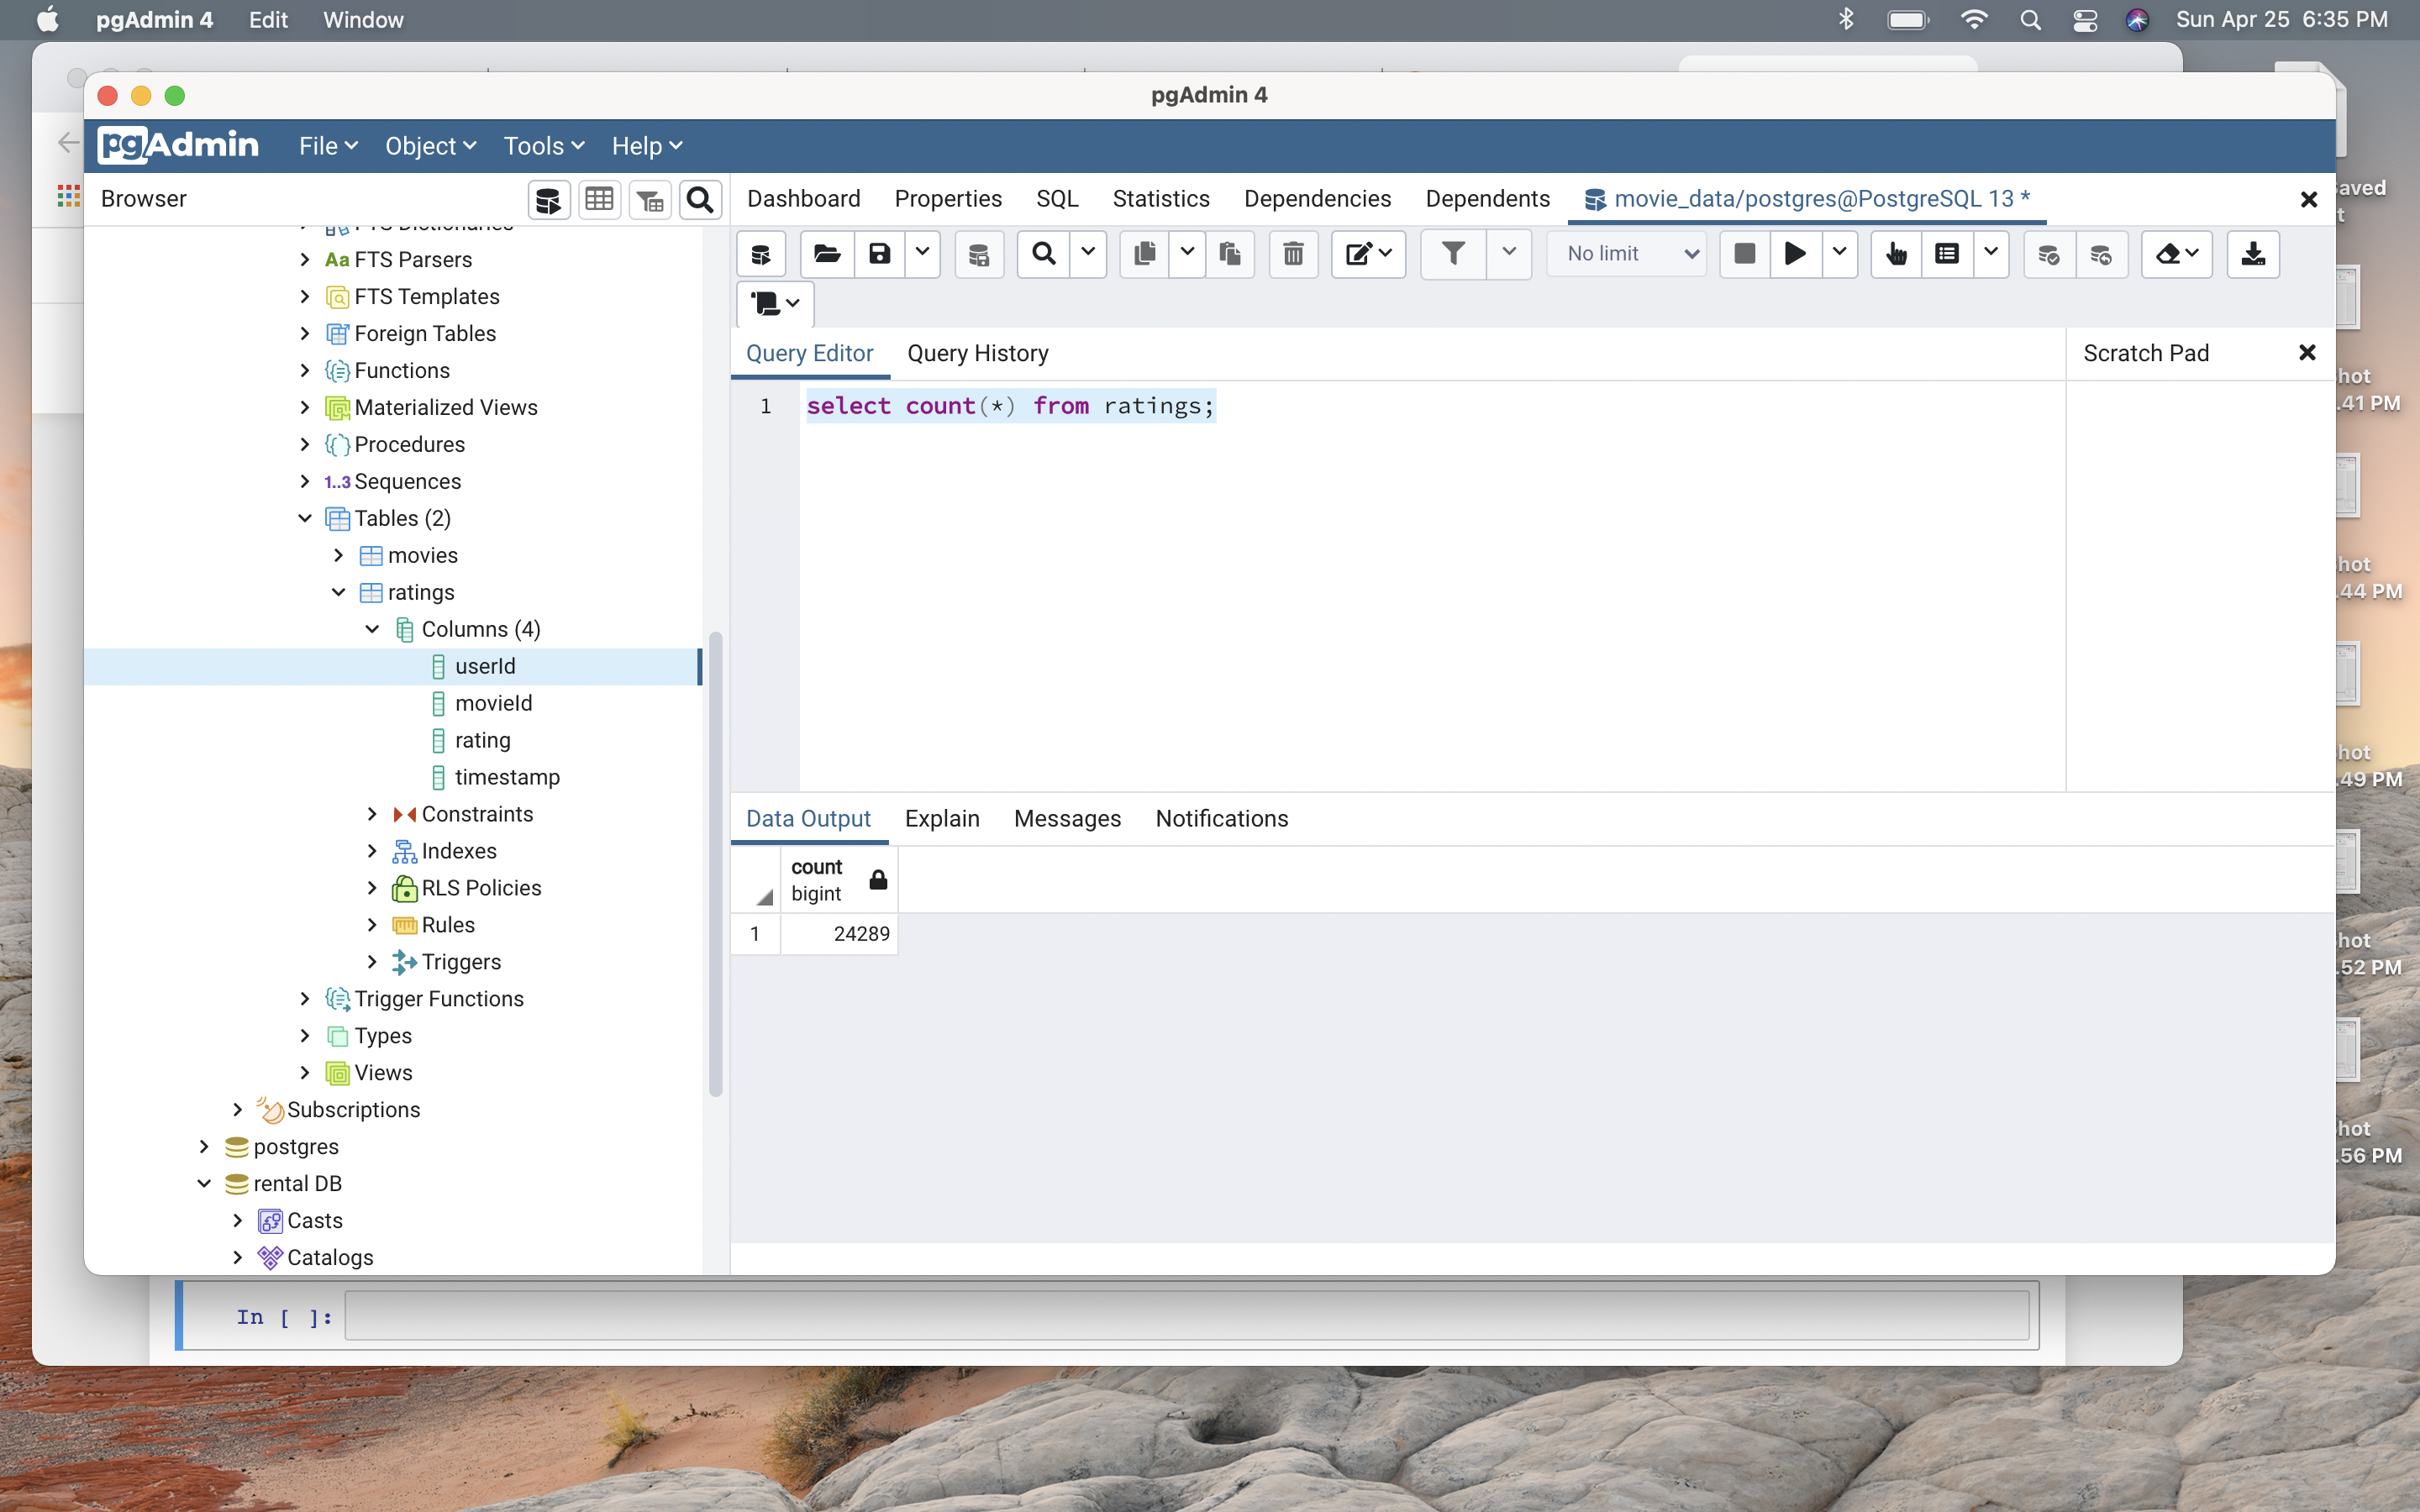 pgAdmin 4 Edit Window Sun Apr 25 6:35 PM
pgAdmin 4
pgAdmin File Object Tools Help
Browser
Dashboard Properties SQL Statistics Dependencies Dependents movie_data/postgres@PostgreSQL 13 *
No limit
Query Editor Query History Scratch Pad
1 select count(*) from ratings;
FTS Dictionaries
Aa FTS Parsers
FTS Templates
Foreign Tables
Functions
Materialized Views
Procedures
1..3 Sequences
Tables (2)
movies
ratings
Columns (4)
userId
movieId
rating
timestamp
Constraints
Indexes
RLS Policies
Rules
Triggers
Trigger Functions
Types
Views
Subscriptions
postgres
rental DB
Casts
Catalogs
Data Output Explain Messages Notifications
count
bigint
1 24289
In [ ]:
aved
t
hot
.41 PM
hot
.44 PM
hot
.49 PM
hot
.52 PM
hot
.56 PM